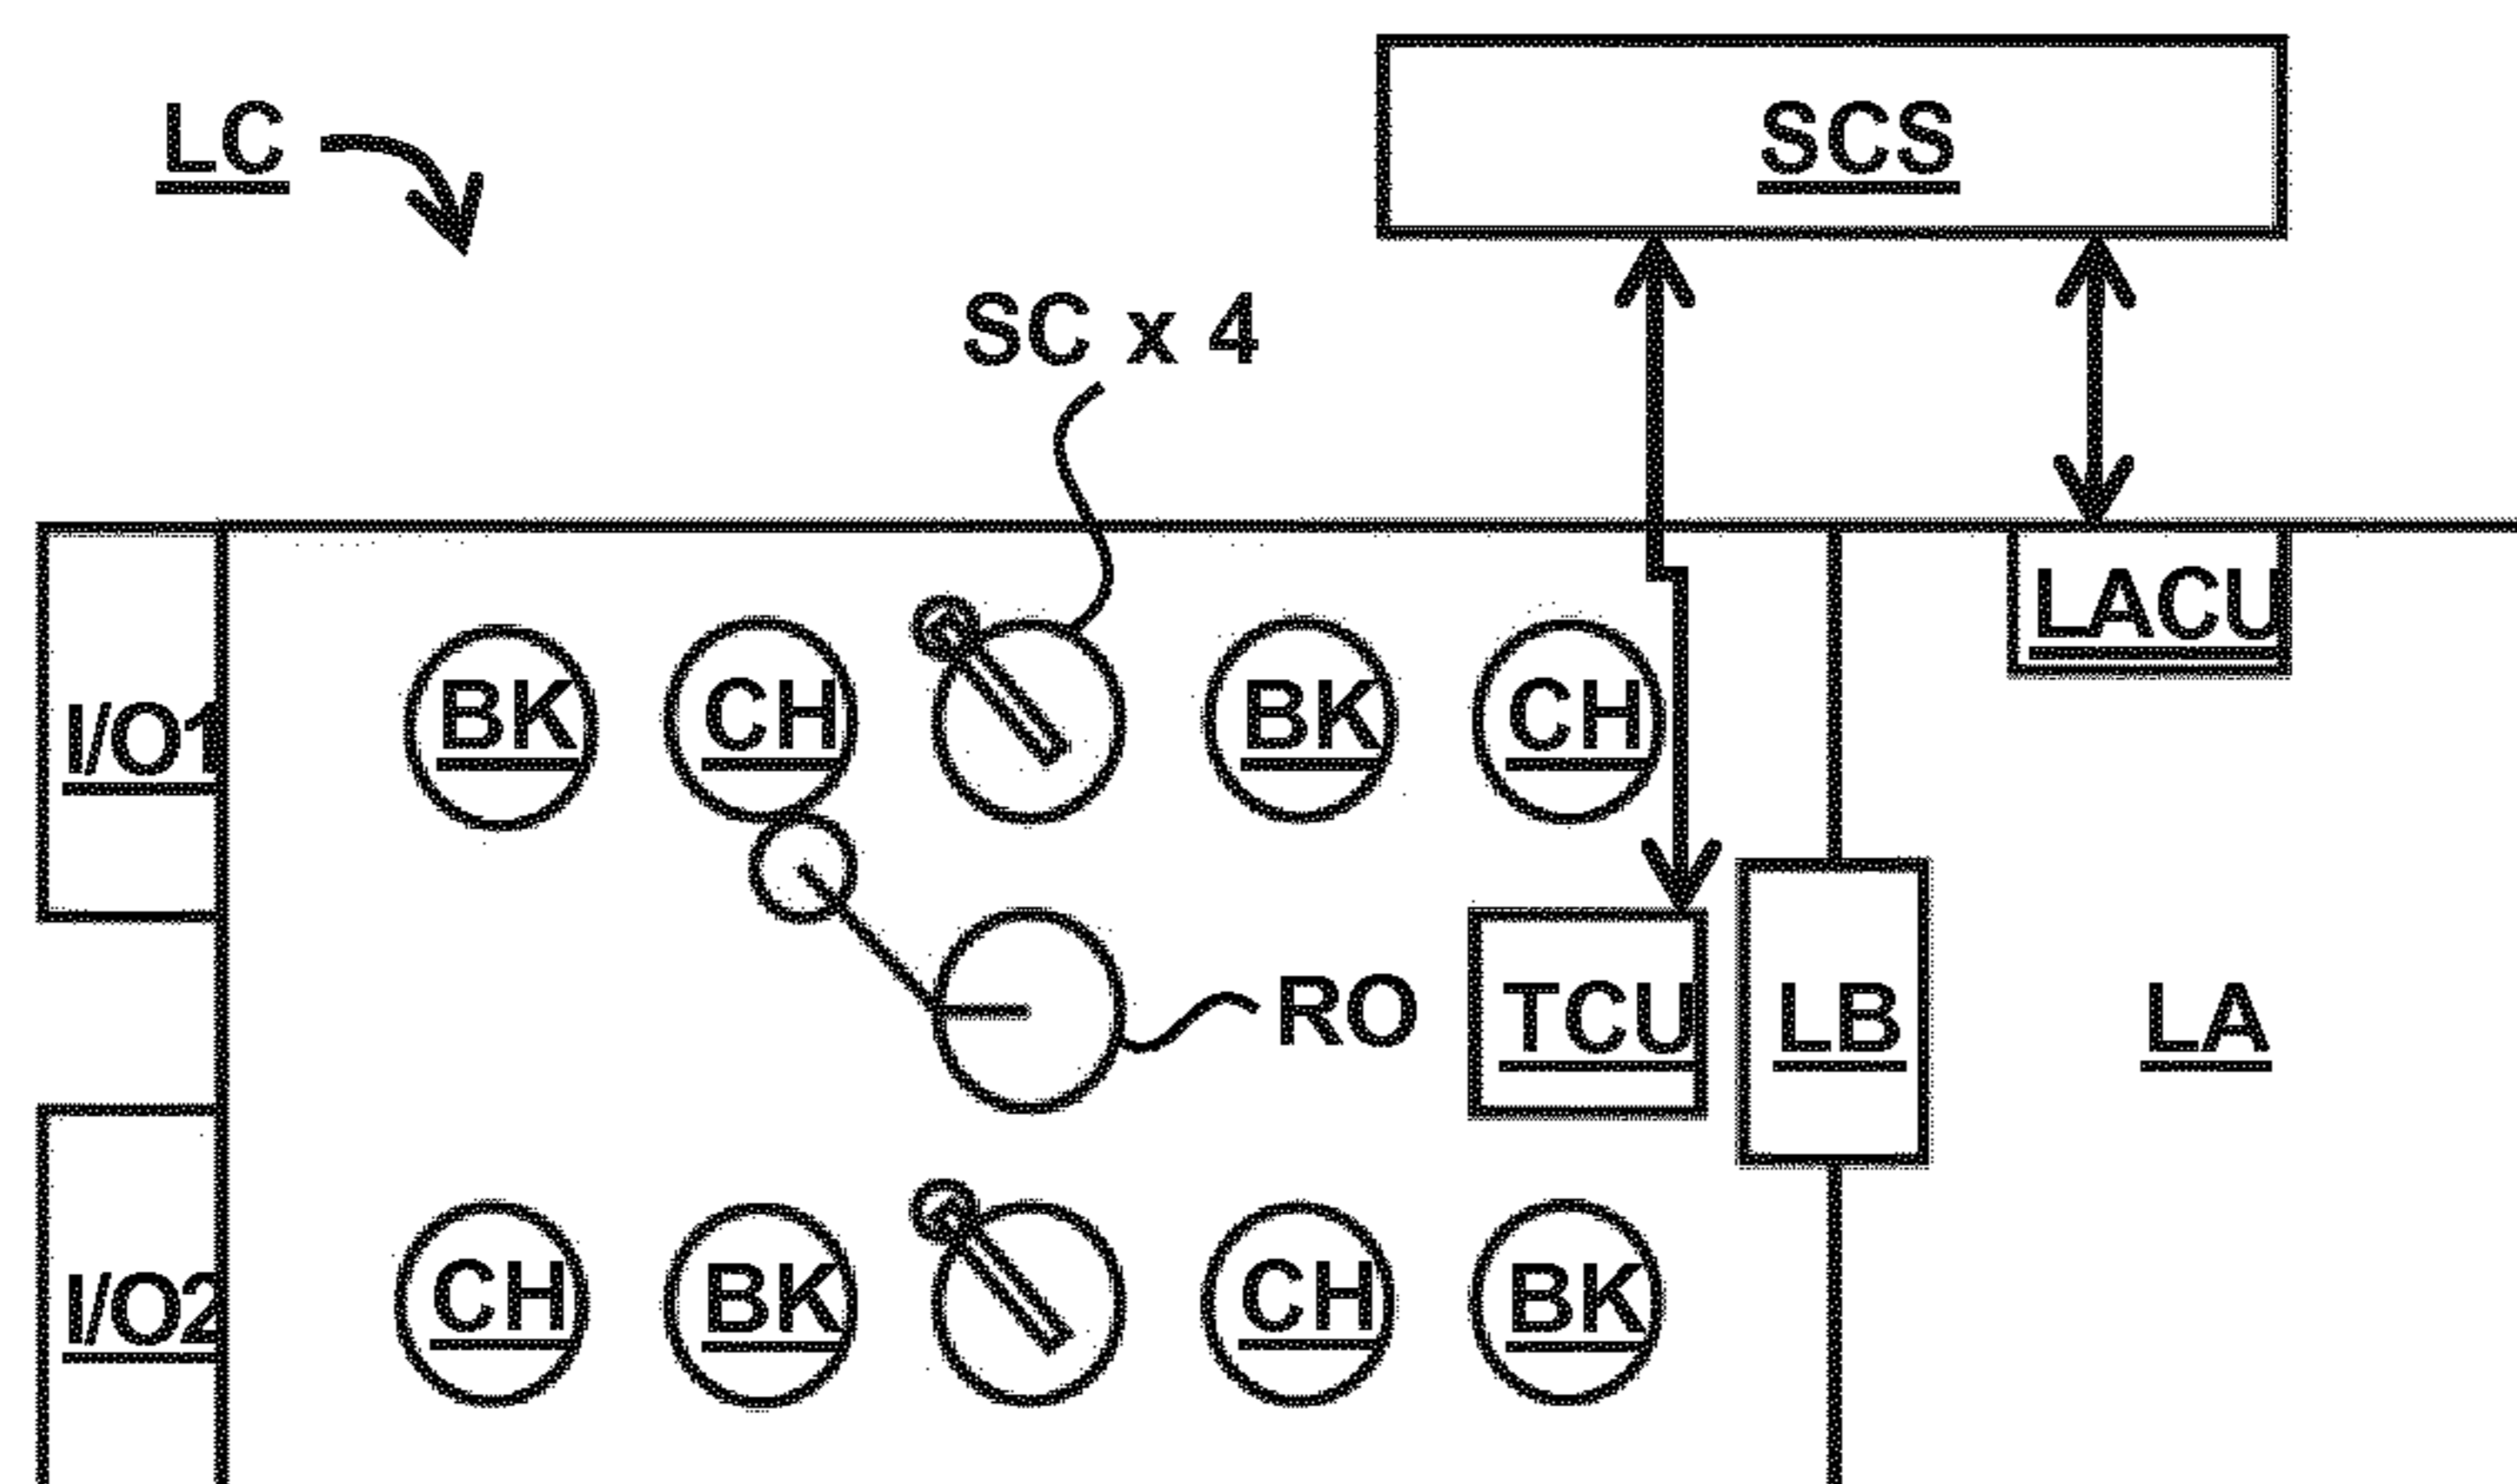 LC
SCS
SC x 4
LACU
I/O1
BK
CH
BK
CH
RO
TCU
LB
LA
I/O2
CH
BK
CH
BK